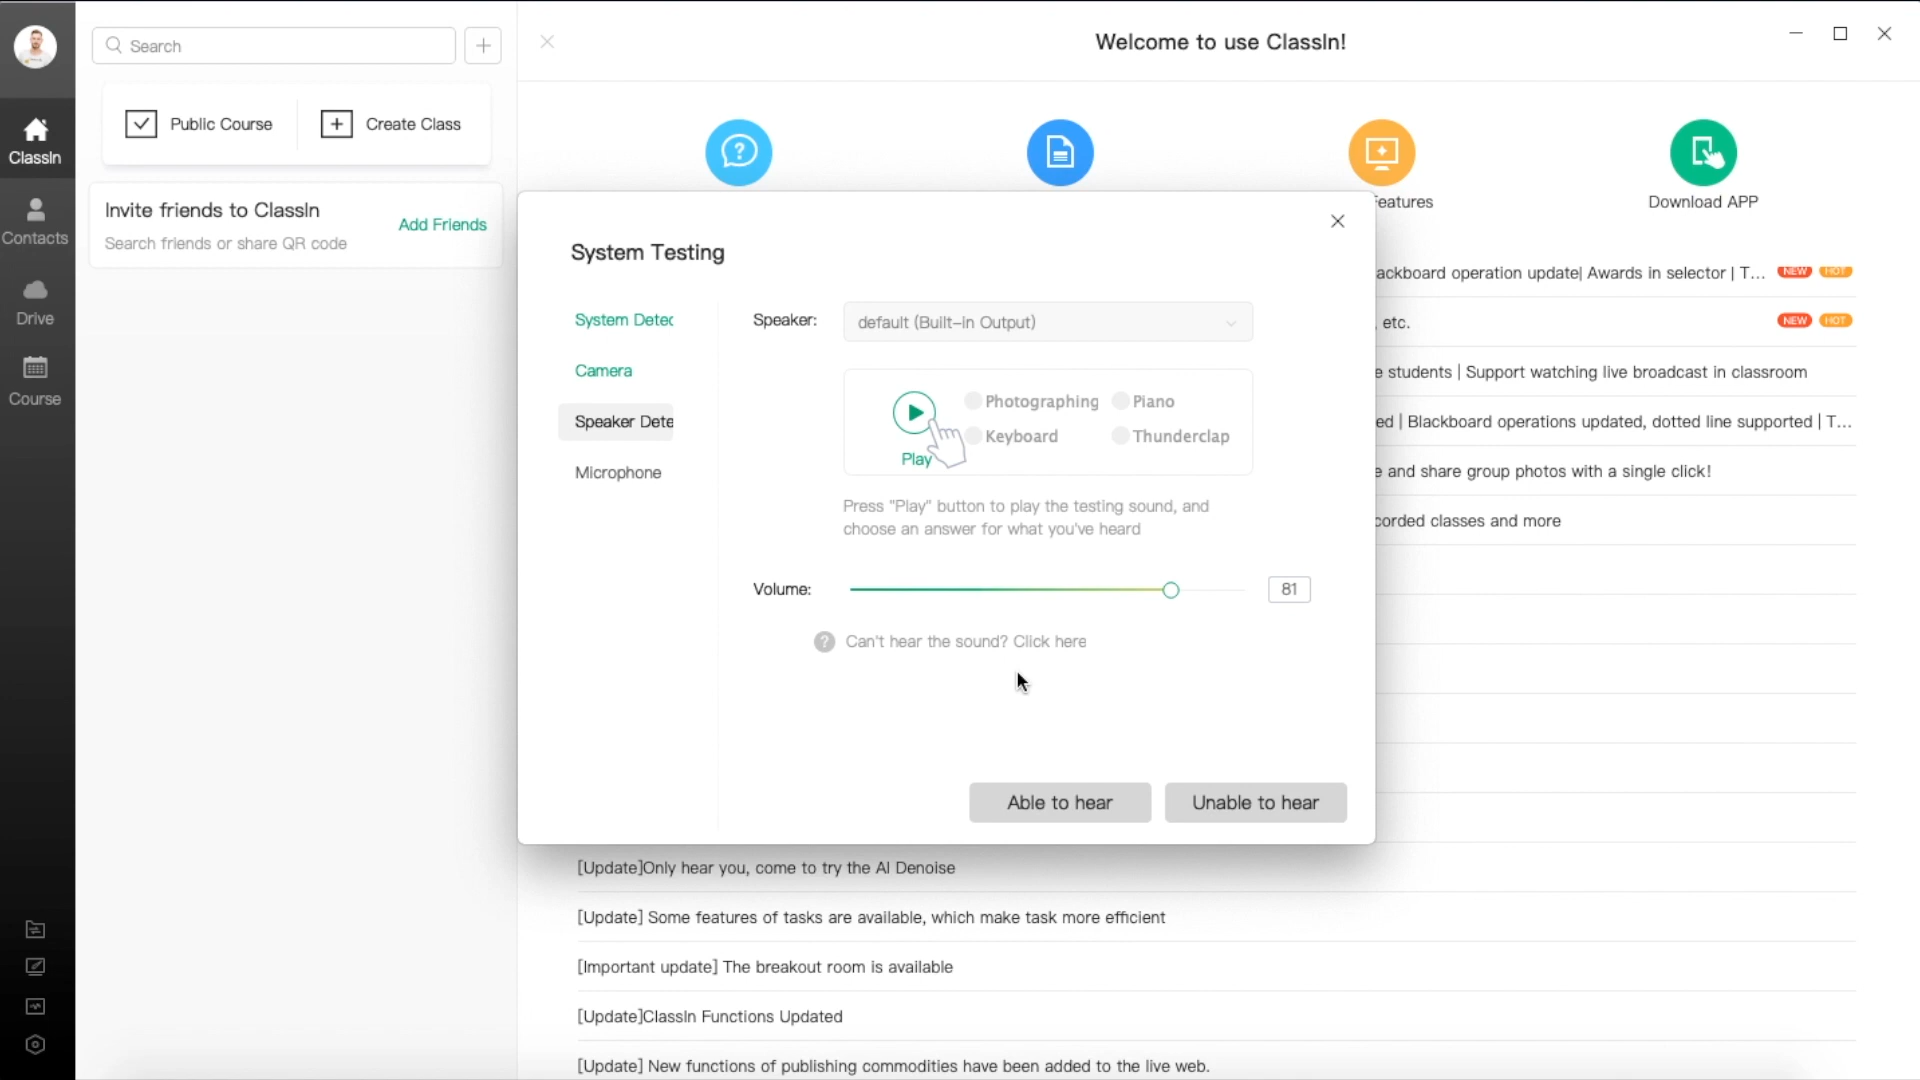 Search
Welcome to use ClassIn!
ClassIn
Contacts
Drive
Course
Public Course
Create Class
Invite friends to ClassIn
Add Friends
Search friends or share QR code
Features
Download APP
ackboard operation update| Awards in selector | T... NEW HOT
, etc. NEW HOT
e students | Support watching live broadcast in classroom
ed | Blackboard operations updated, dotted line supported | T...
e and share group photos with a single click!
corded classes and more
System Testing
System Detec
Camera
Speaker Dete
Microphone
Speaker:
default (Built-in Output)
Play
Photographing
Piano
Keyboard
Thunderclap
Press "Play" button to play the testing sound, and
choose an answer for what you've heard
Volume:
81
? Can't hear the sound? Click here
Able to hear
Unable to hear
[Update]Only hear you, come to try the AI Denoise
[Update] Some features of tasks are available, which make task more efficient
[Important update] The breakout room is available
[Update]ClassIn Functions Updated
[Update] New functions of publishing commodities have been added to the live web.